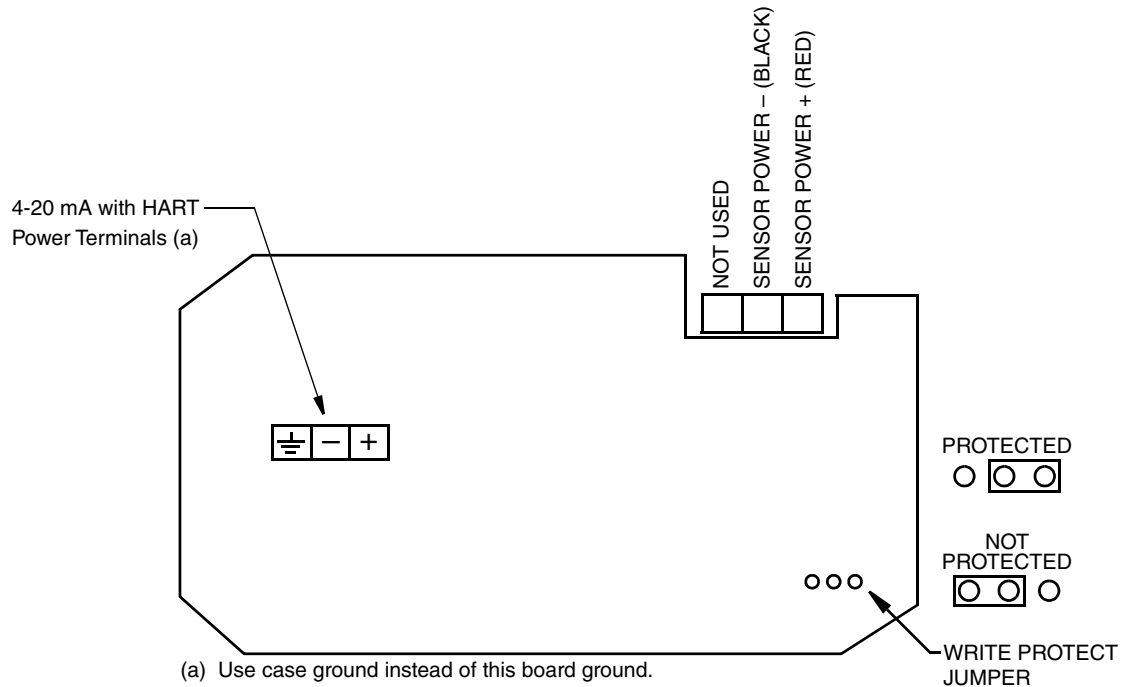 NOT USED
SENSOR POWER – (BLACK)
SENSOR POWER + (RED)
4-20 mA with HART
Power Terminals (a)
– +
PROTECTED
NOT
PROTECTED
WRITE PROTECT
JUMPER
(a) Use case ground instead of this board ground.